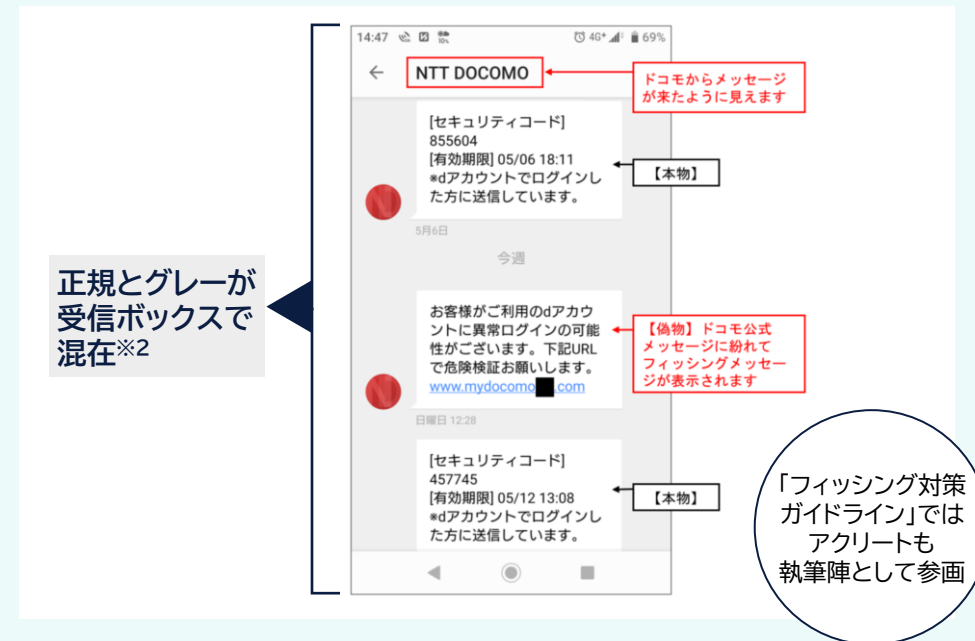 14:47
10%
4G+
69%
NTT DOCOMO
ドコモからメッセージ
が来たように見えます
[セキュリティコード]
855604
[有効期限] 05/06 18:11
※dアカウントでログインし
た方に送信しています。
【本物】
5月6日
今週
正規とグレーが
受信ボックスで
混在※2
お客様がご利用のdアカウ
ントに異常ログインの可能
性がございます。下記URL
で危険検証お願いします。
www.mydocomo
.com
【偽物】ドコモ公式
メッセージに紛れて
フィッシングメッセー
ジが表示されます
日曜日 12:28
[セキュリティコード]
457745
[有効期限] 05/12 13:08
※dアカウントでログインし
た方に送信しています。
【本物】
「フィッシング対策
ガイドライン」では
アクリートも
執筆陣として参画